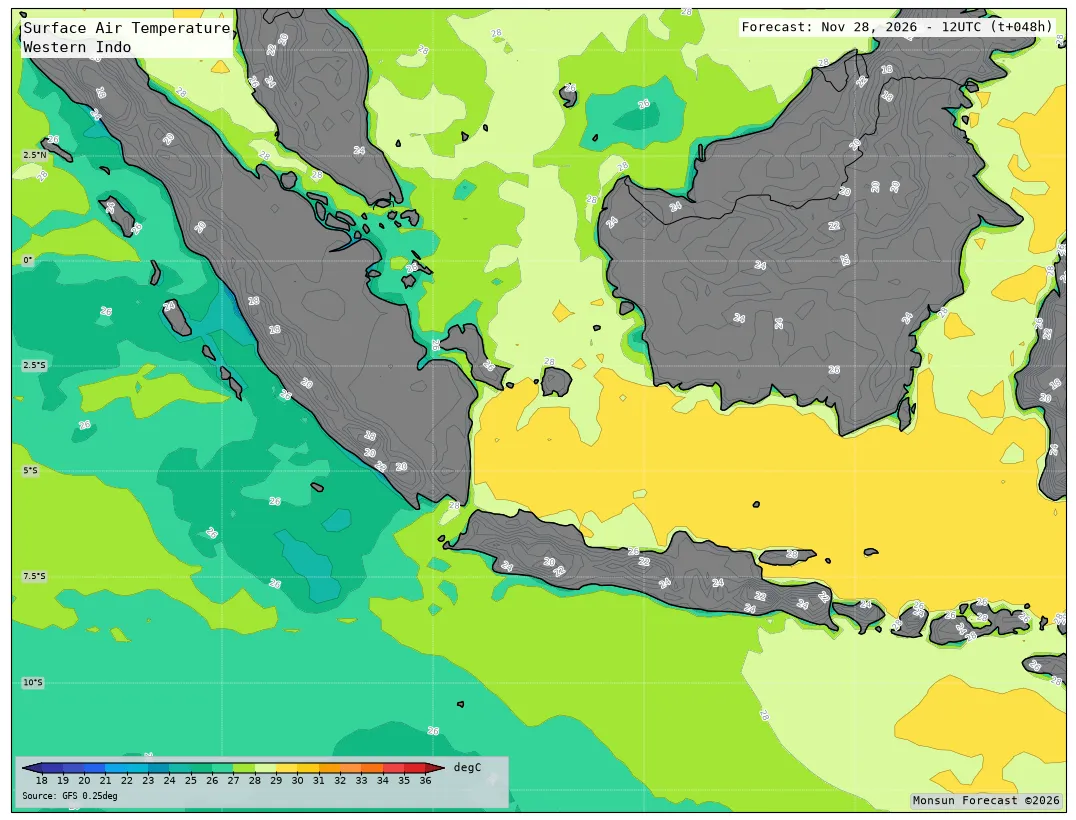 Surface Air Temperature
Western Indo
Forecast: Nov 28, 2026 - 12UTC (t+048h)
2.5°N
0°
2.5°S
5°S
7.5°S
10°S
18 19 20 21 22 23 24 25 26 27 28 29 30 31 32 33 34 35 36 degC
Source: GFS 0.25deg
Monsun Forecast ©2026